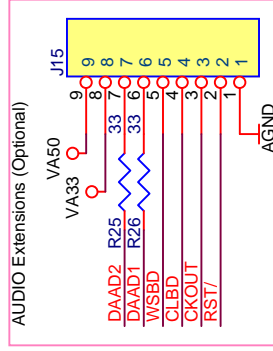 AUDIO Extensions (Optional)
J15
VA50
VA33
9 9
8 8
R25 33 7 7
R26 33 6 6
DAAD2
DAAD1
WSBD 5 5
CLBD 4 4
CKOUT 3 3
RST/ 2 2
1 1
AGND